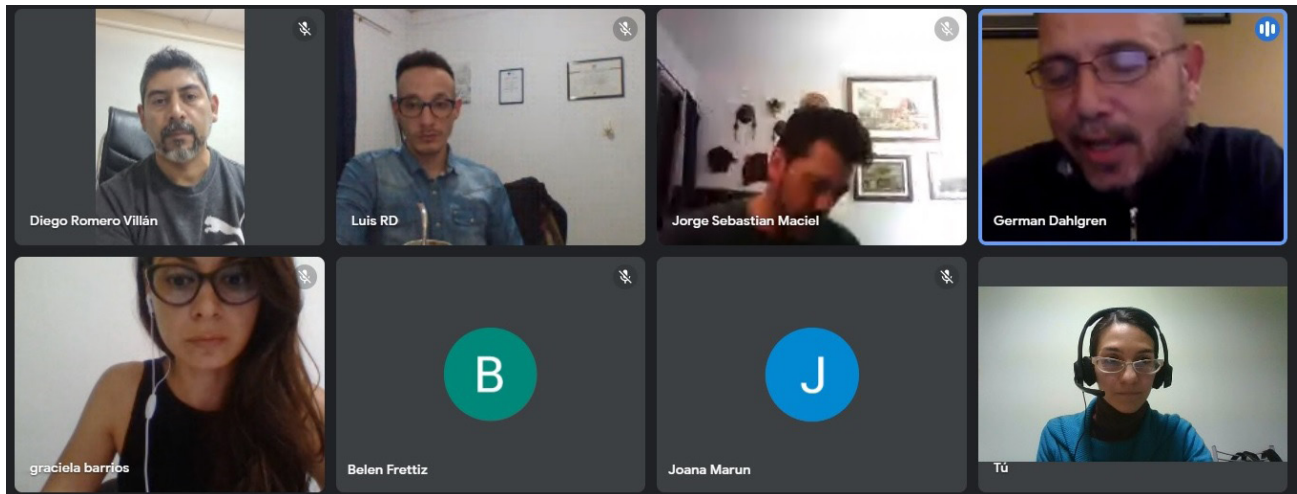 Diego Romero Villán
Luis RD
Jorge Sebastian Maciel
German Dahlgren
graciela barrios
B
Belen Frettiz
J
Joana Marun
Tú